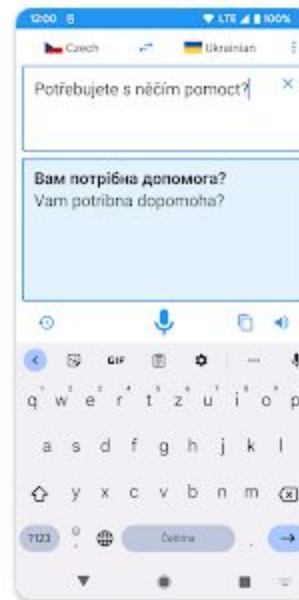 12:00
LTE 100%
Czech Ukrainian
Potřebujete s něčím pomoct?
Вам потрібна допомога?
Vam potribna dopomoha?
GIF
q w e r t z u i o p
a s d f g h j k l
y x c v b n m
?123 , .
Čeština